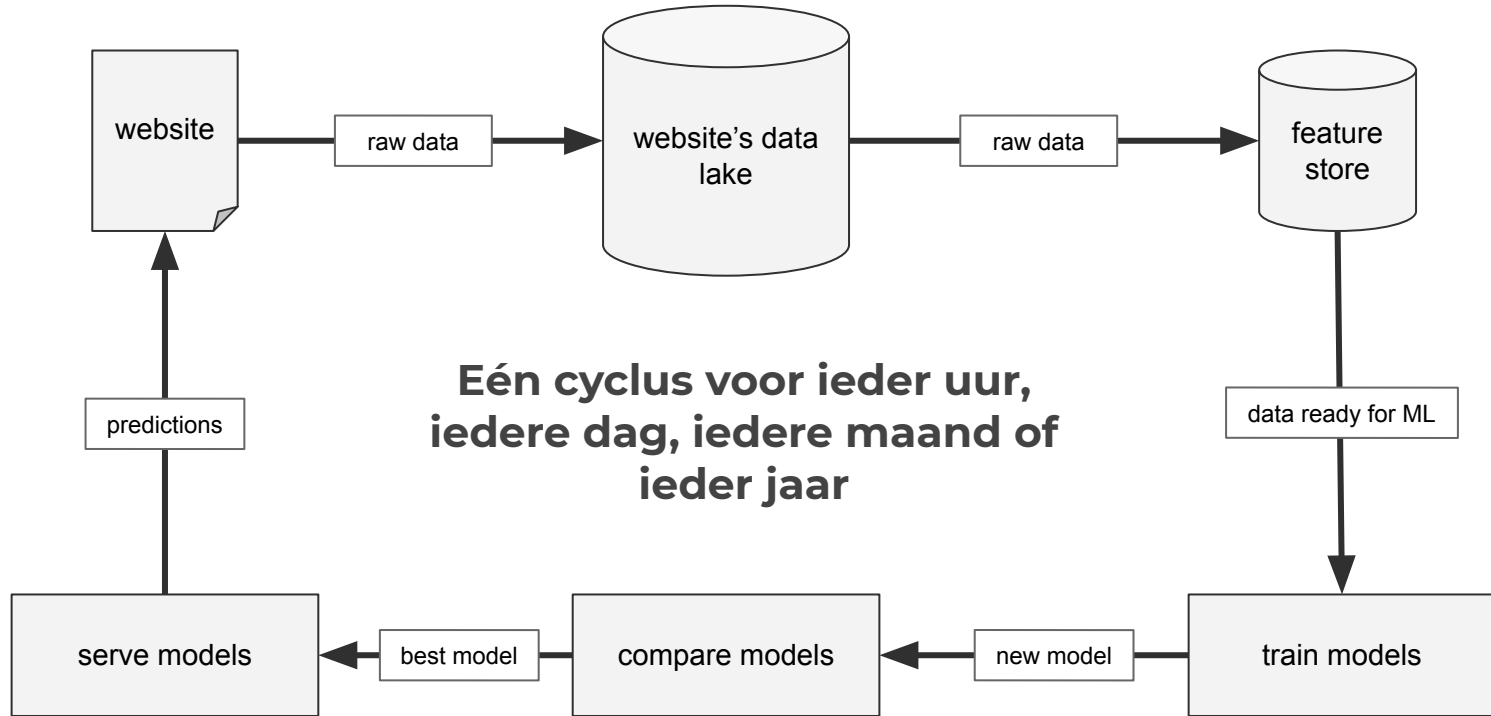 website
raw data
website’s data
lake
raw data
feature
store
Eén cyclus voor ieder uur,
iedere dag, iedere maand of
ieder jaar
predictions
data ready for ML
serve models
best model
compare models
new model
train models